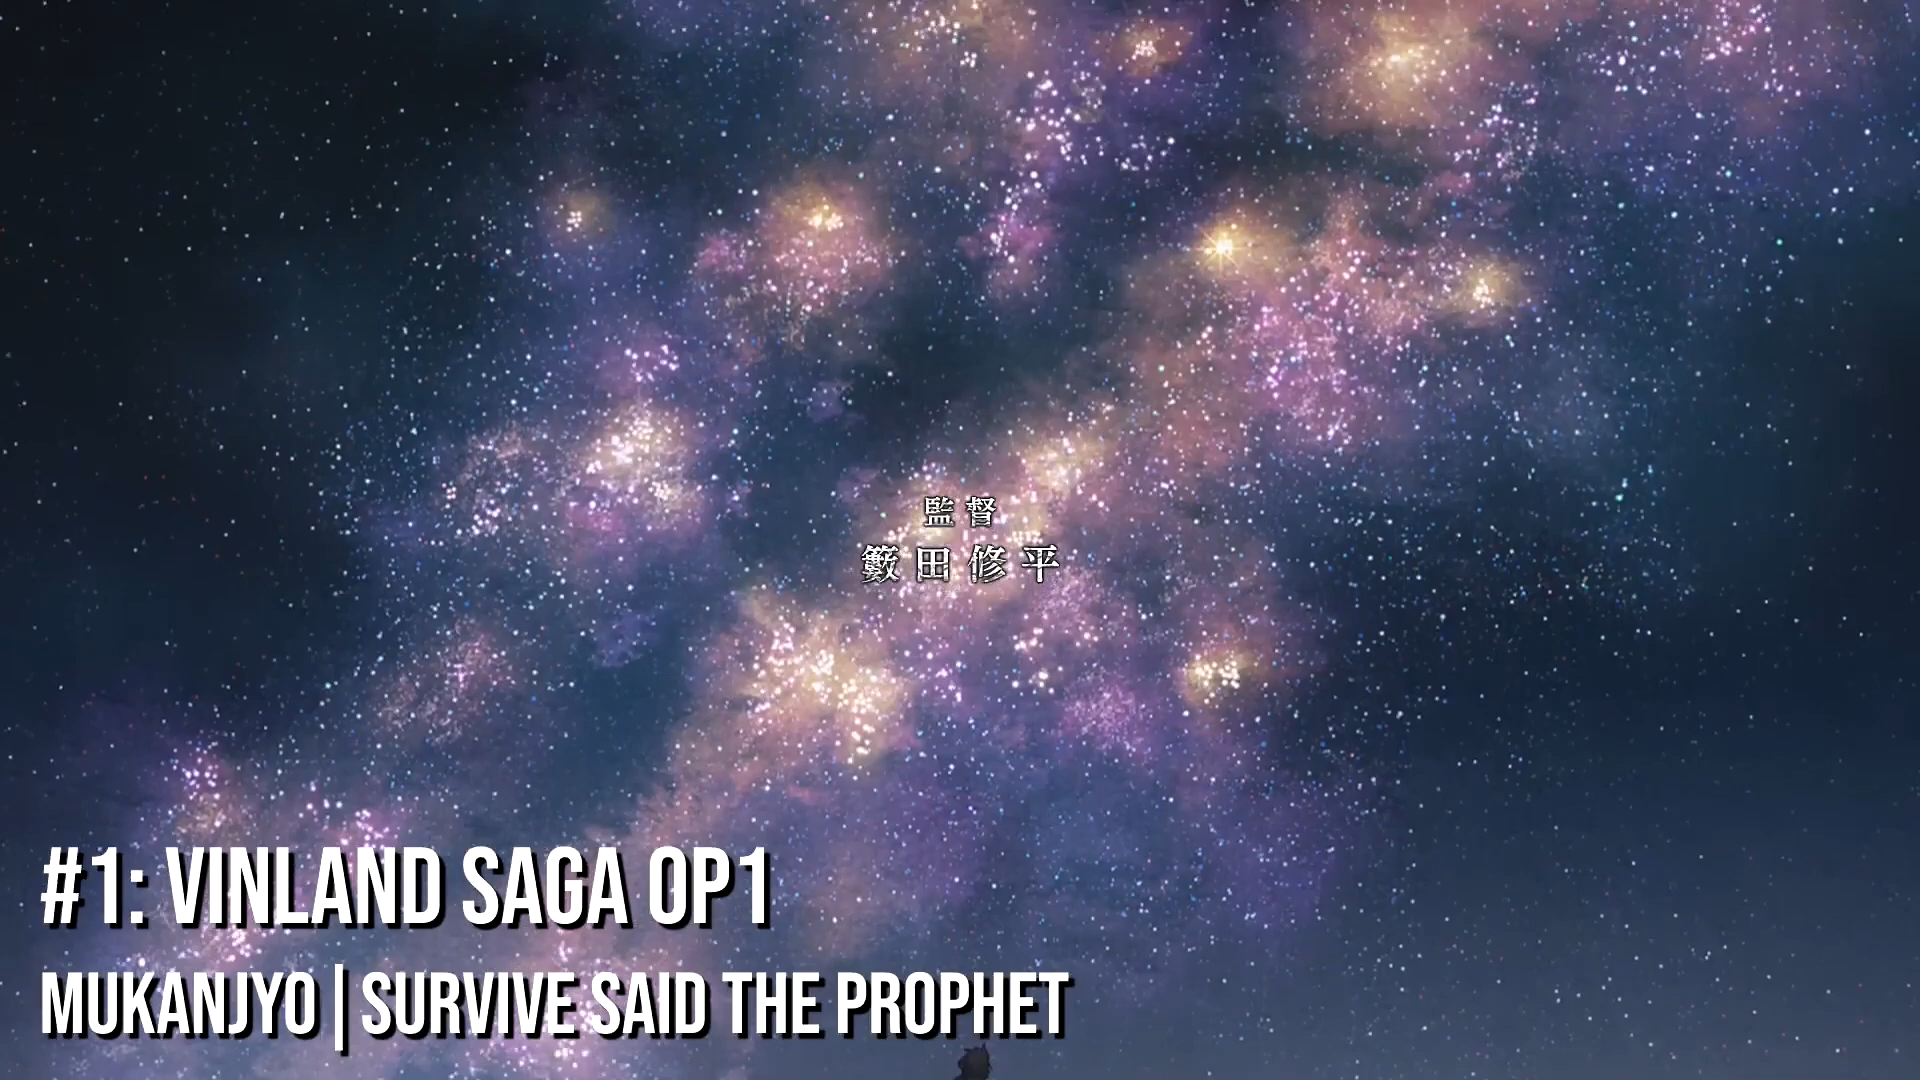 監督
籔田修平
#1: VINLAND SAGA OP1
MUKANJYO | SURVIVE SAID THE PROPHET